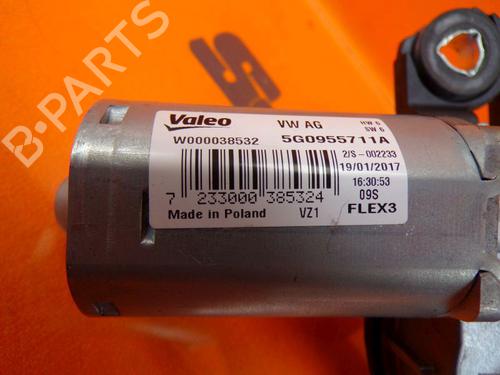 Valeo VW AG HW 6
SW 6
W000038532 5G0955711A
2/S-002233
19/01/2017
16:30:53
09S
7 233000 385324
Made in Poland VZ1 FLEX3
B-PARTS